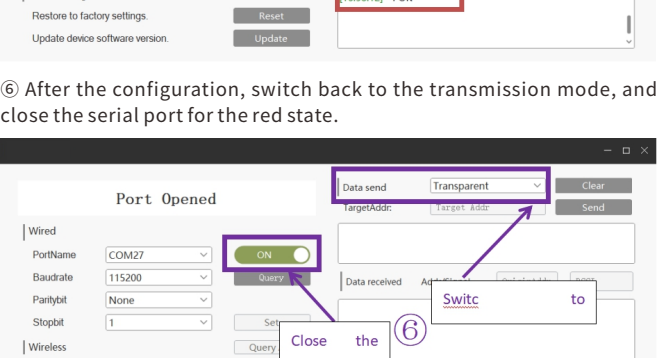 Restore to factory settings.
Reset
Update device software version.
Update
⑥ After the configuration, switch back to the transmission mode, and
close the serial port for the red state.
Port Opened
Data send
Transparent
Clear
TargetAddr:
Target Addr
Send
Wired
PortName
COM27
ON
Baudrate
115200
Query
Data received
Paritybit
None
Switc to
Stopbit
1
Set
Close the
⑥
Wireless
Query